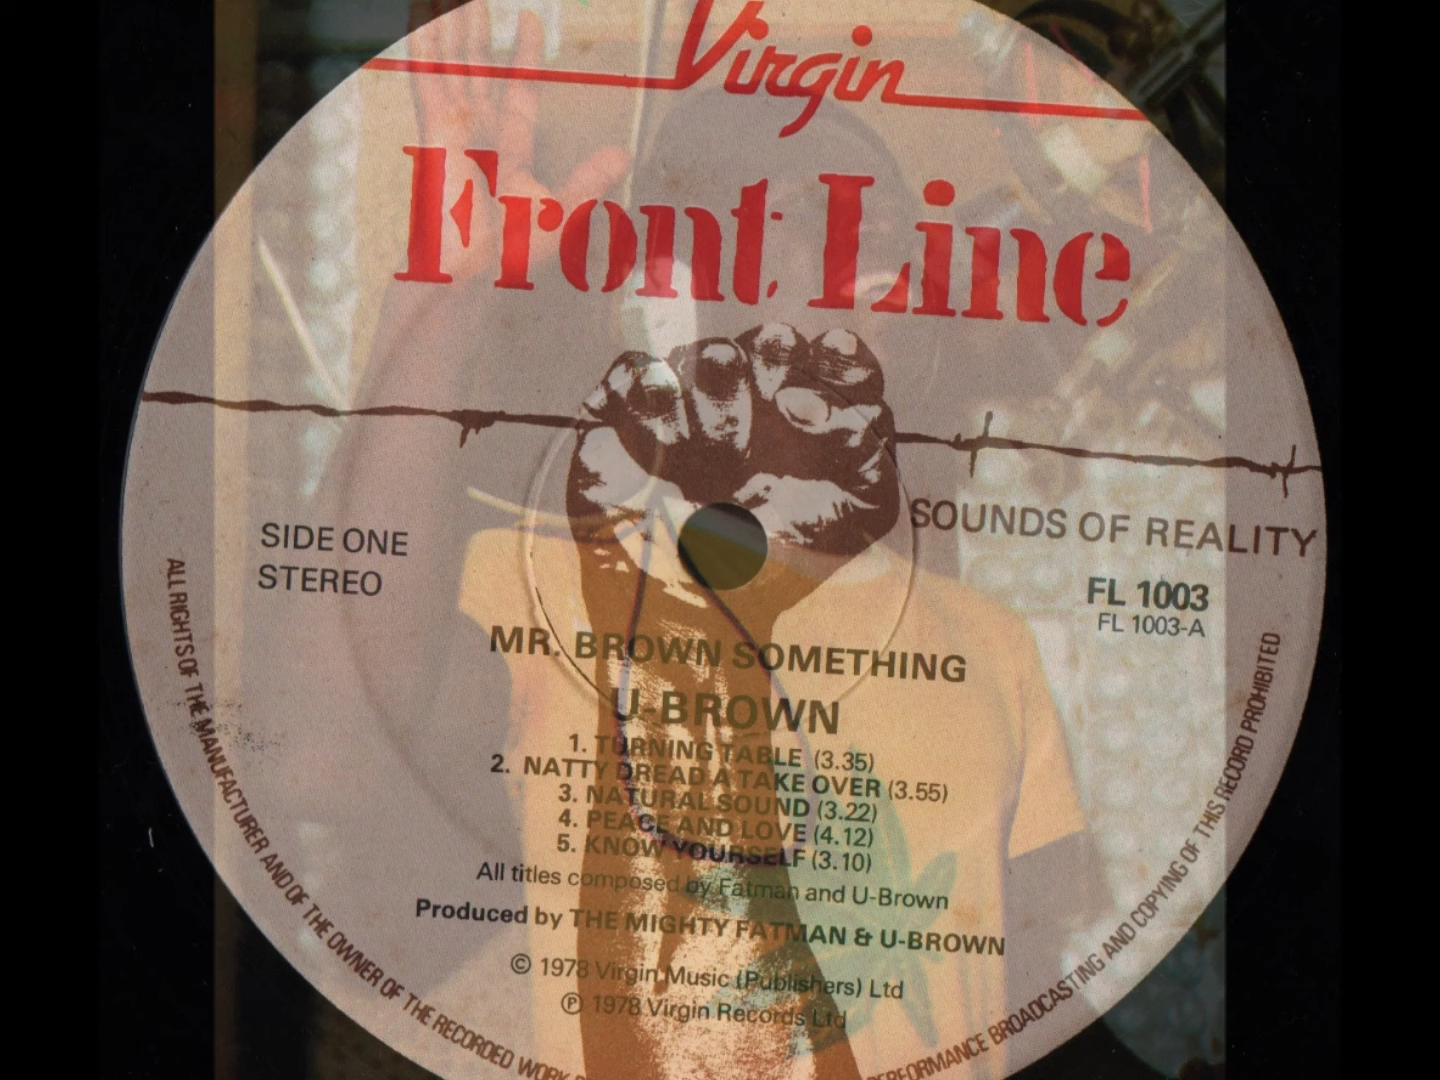 Virgin
Front Line
SOUNDS OF REALITY
SIDE ONE
STEREO
FL 1003
FL 1003-A
MR. BROWN SOMETHING
U-BROWN
1. TURNING TABLE (3.35)
2. NATTY DREAD A TAKE OVER (3.55)
3. NATURAL SOUND (3.22)
4. PEACE AND LOVE (4.12)
5. KNOW YOURSELF (3.10)
All titles composed by Fatman and U-Brown
Produced by THE MIGHTY FATMAN & U-BROWN
© 1978 Virgin Music (Publishers) Ltd
℗ 1978 Virgin Records Ltd
ALL RIGHTS OF THE MANUFACTURER AND OF THE OWNER OF THE RECORDED WORK
PERFORMANCE BROADCASTING AND COPYING OF THIS RECORD PROHIBITED